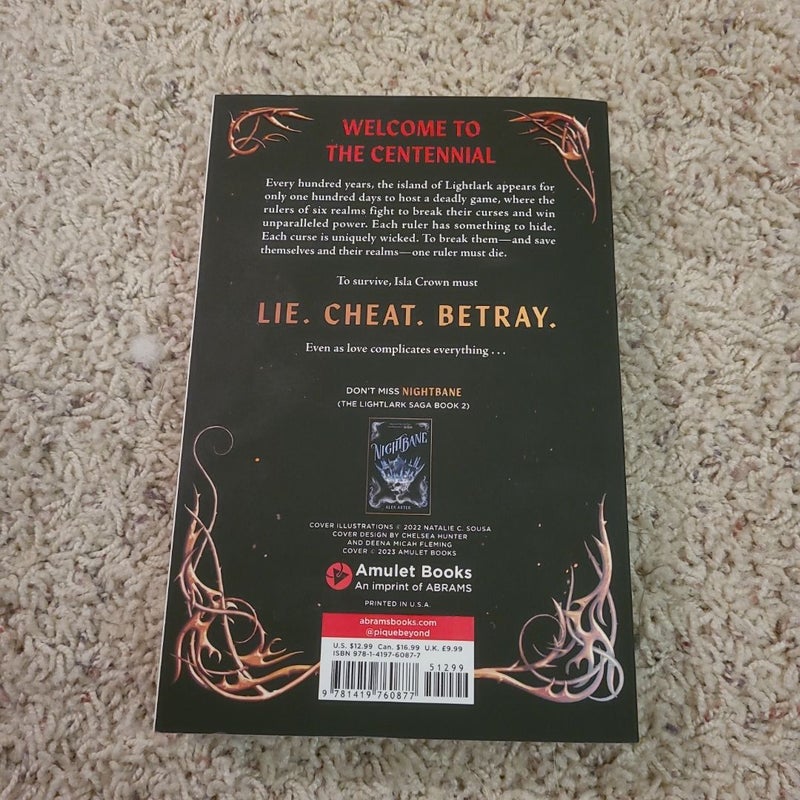 WELCOME TO
THE CENTENNIAL
Every hundred years, the island of Lightlark appears for
only one hundred days to host a deadly game, where the
rulers of six realms fight to break their curses and win
unparalleled power. Each ruler has something to hide.
Each curse is uniquely wicked. To break them—and save
themselves and their realms—one ruler must die.
To survive, Isla Crown must
LIE. CHEAT. BETRAY.
Even as love complicates everything . . .
DON'T MISS NIGHTBANE
(THE LIGHTLARK SAGA BOOK 2)
NIGHTBANE
ALEX ASTER
COVER ILLUSTRATIONS © 2022 NATALIE C. SOUSA
COVER DESIGN BY CHELSEA HUNTER
AND DEENA MICAH FLEMING
COVER © 2023 AMULET BOOKS
Amulet Books
An imprint of ABRAMS
PRINTED IN U.S.A.
abramsbooks.com
@piquebeyond
U.S. $12.99 Can. $16.99 U.K. £9.99
ISBN 978-1-4197-6087-7
51299
9 781419 760877